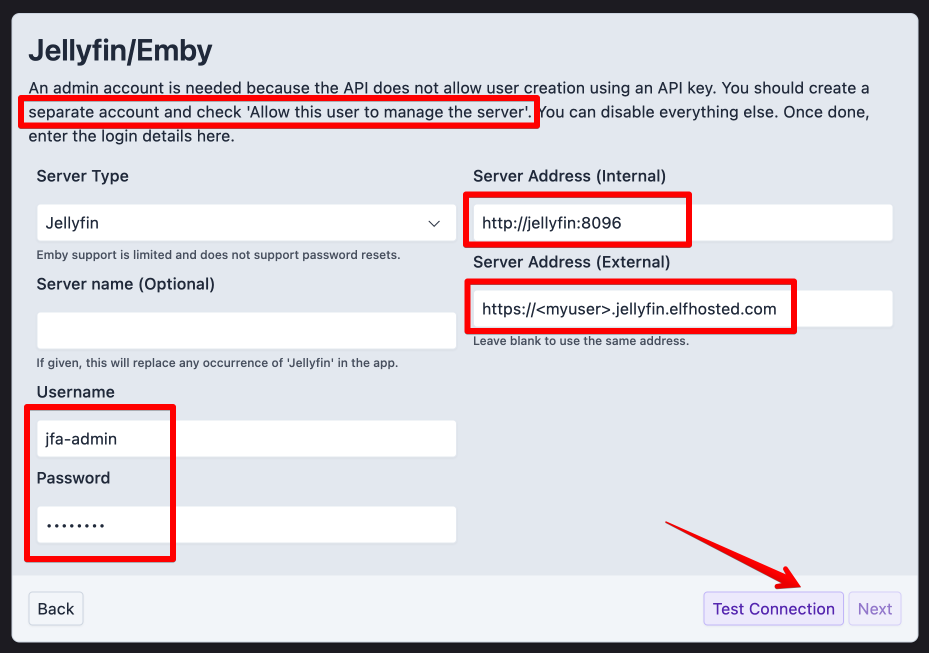 Jellyfin/Emby
An admin account is needed because the API does not allow user creation using an API key. You should create a
separate account and check 'Allow this user to manage the server'. You can disable everything else. Once done,
enter the login details here.
Server Type
Jellyfin
Emby support is limited and does not support password resets.
Server name (Optional)
If given, this will replace any occurrence of 'Jellyfin' in the app.
Username
jfa-admin
Password
••••••••
Server Address (Internal)
http://jellyfin:8096
Server Address (External)
https://<myuser>.jellyfin.elfhosted.com
Leave blank to use the same address.
Back
Test Connection
Next